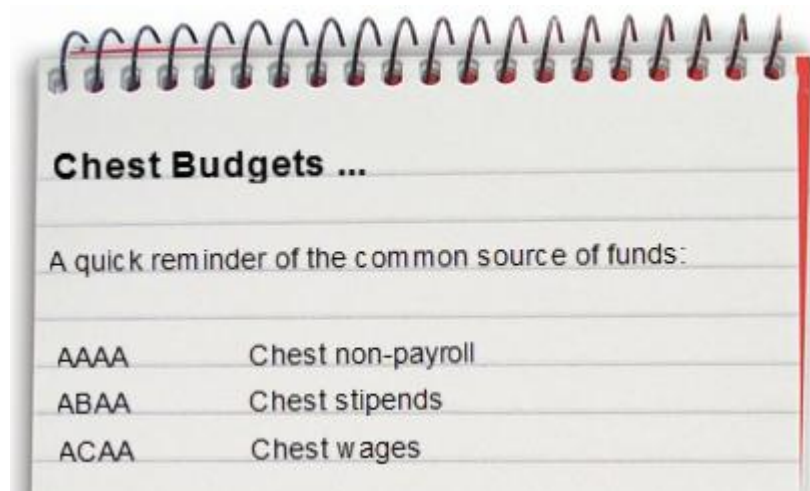 Chest Budgets ...
A quick reminder of the common source of funds:
AAAA Chest non-payroll
ABAA Chest stipends
ACAA Chest wages